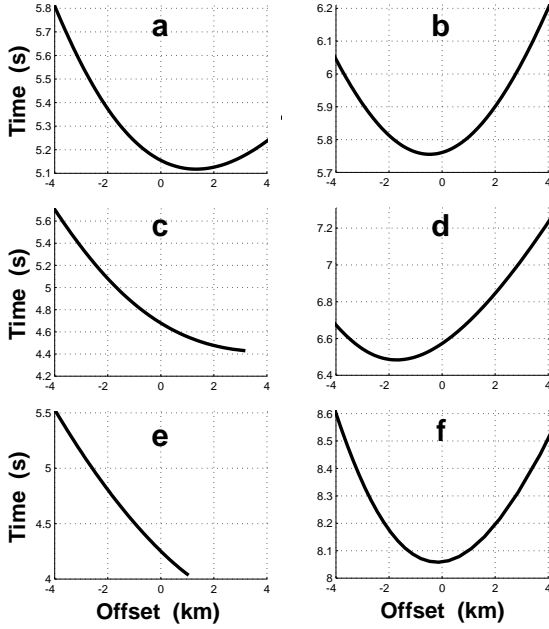 a
Time (s)
5.8
5.7
5.6
5.5
5.4
5.3
5.2
5.1
-4 -2 0 2 4
b
6.2
6.1
6
5.9
5.8
5.7
-4 -2 0 2 4
c
Time (s)
5.6
5.4
5.2
5
4.8
4.6
4.4
4.2
-4 -2 0 2 4
d
7.2
7
6.8
6.6
6.4
-4 -2 0 2 4
e
Time (s)
5.5
5
4.5
4
-4 -2 0 2 4
Offset (km)
f
8.6
8.5
8.4
8.3
8.2
8.1
8
-4 -2 0 2 4
Offset (km)